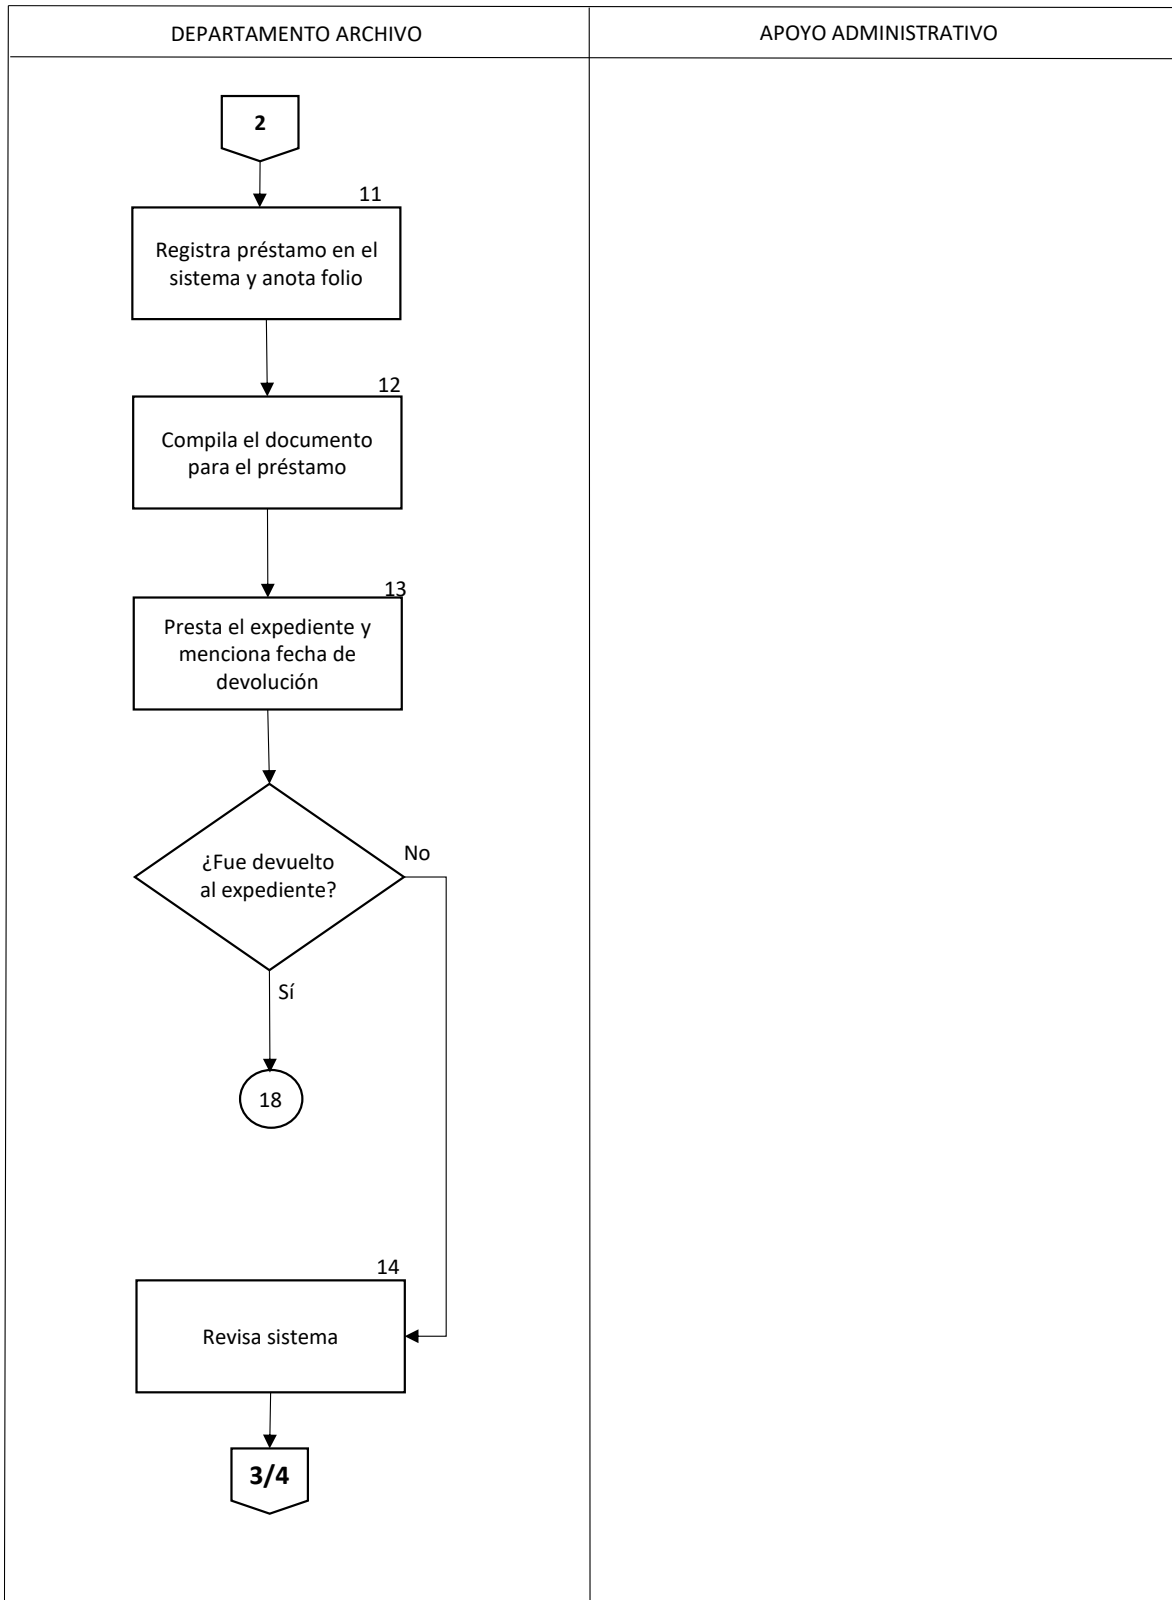 DEPARTAMENTO ARCHIVO
APOYO ADMINISTRATIVO
2
11
Registra préstamo en el
sistema y anota folio
12
Compila el documento
para el préstamo
13
Presta el expediente y
menciona fecha de
devolución
¿Fue devuelto
al expediente?
No
Sí
18
14
Revisa sistema
3/4